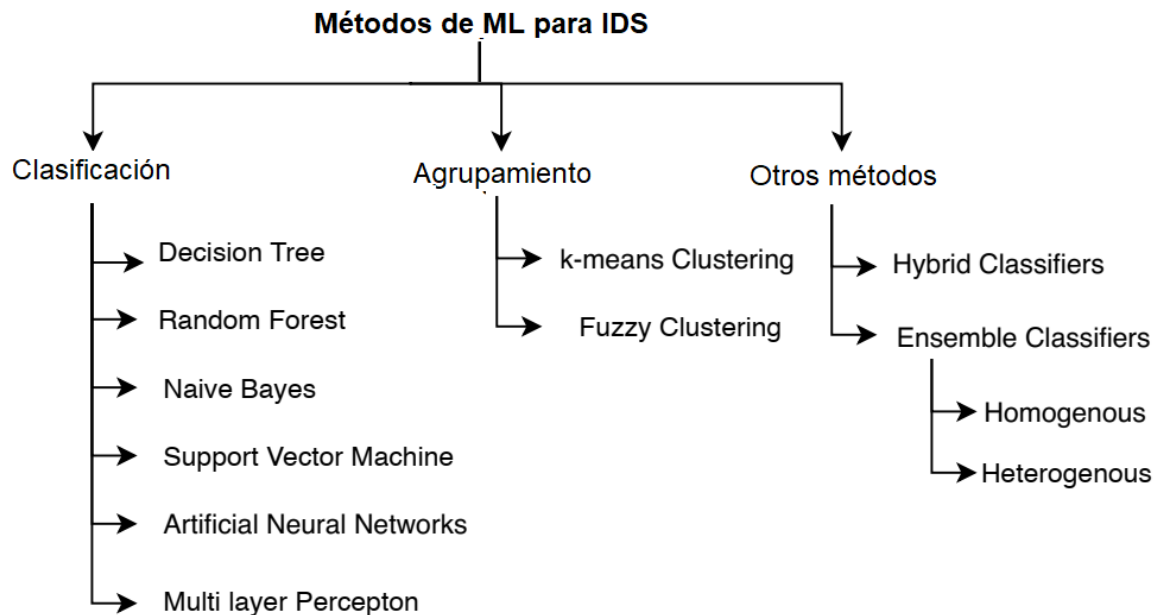 Métodos de ML para IDS
Clasificación
Decision Tree
Random Forest
Naive Bayes
Support Vector Machine
Artificial Neural Networks
Multi layer Percepton
Agrupamiento
k-means Clustering
Fuzzy Clustering
Otros métodos
Hybrid Classifiers
Ensemble Classifiers
Homogenous
Heterogenous